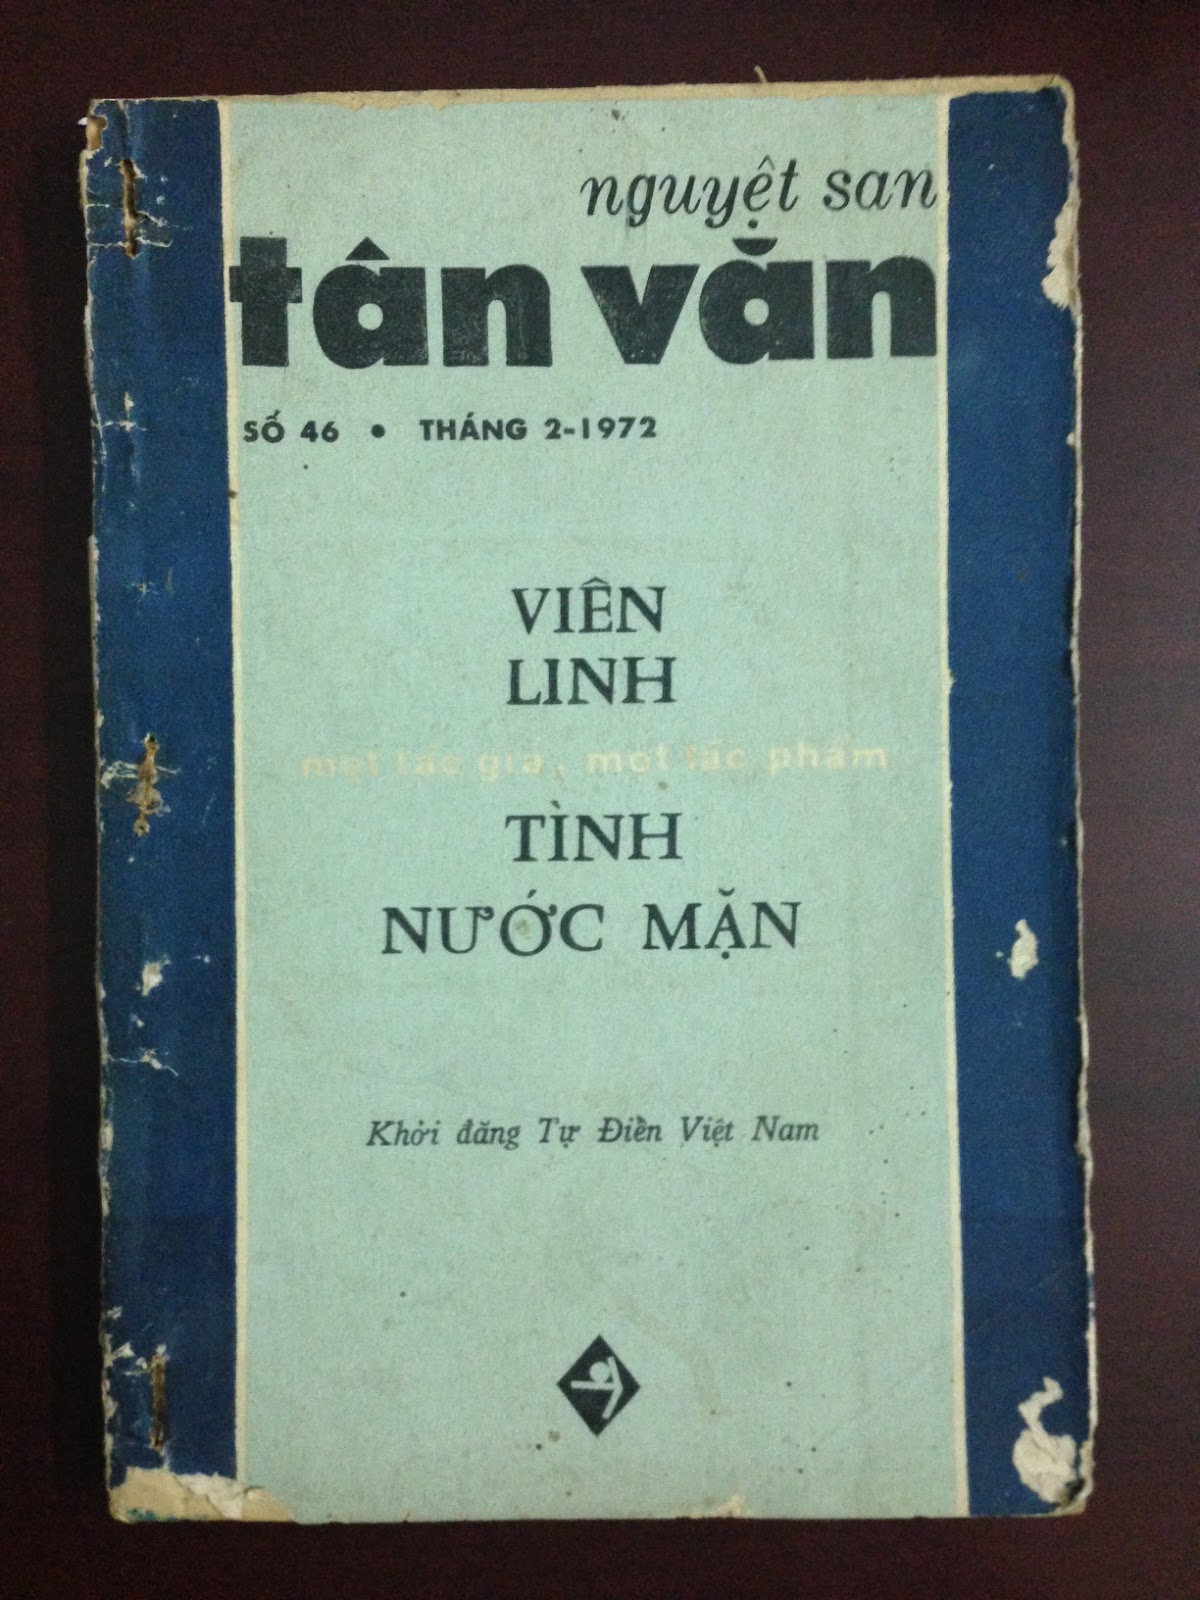 nguyệt san
tân văn
SỐ 46 • THÁNG 2-1972
VIÊN
LINH
một tác giả, một tác phẩm
TÌNH
NƯỚC MẶN
Khởi đăng Tự Điển Việt Nam